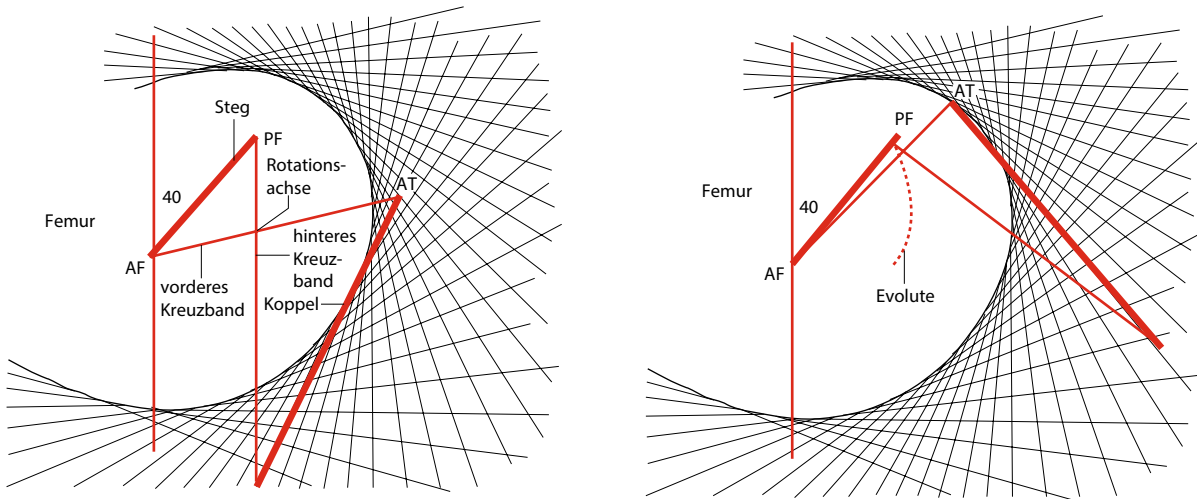 Steg
PF
Rotations-
achse
40
AT
Femur
hinteres
Kreuz-
band
AF
vorderes
Kreuzband
Koppel
AT
PF
Femur
40
AF
Evolute